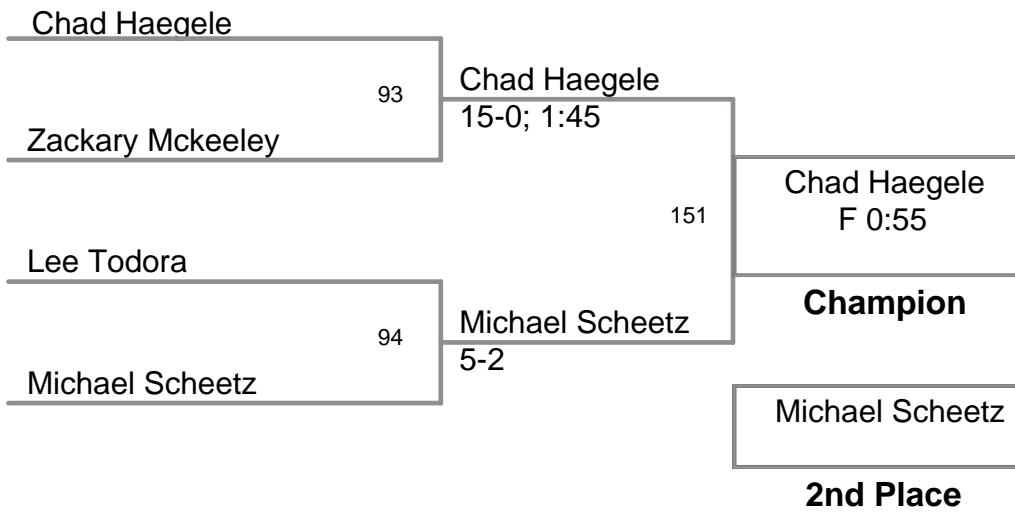 Chad Haegele
93
Zackary Mckeeley
Chad Haegele
15-0; 1:45
Lee Todora
94
Michael Scheetz
Michael Scheetz
5-2
151
Chad Haegele
F 0:55
Champion
Michael Scheetz
2nd Place